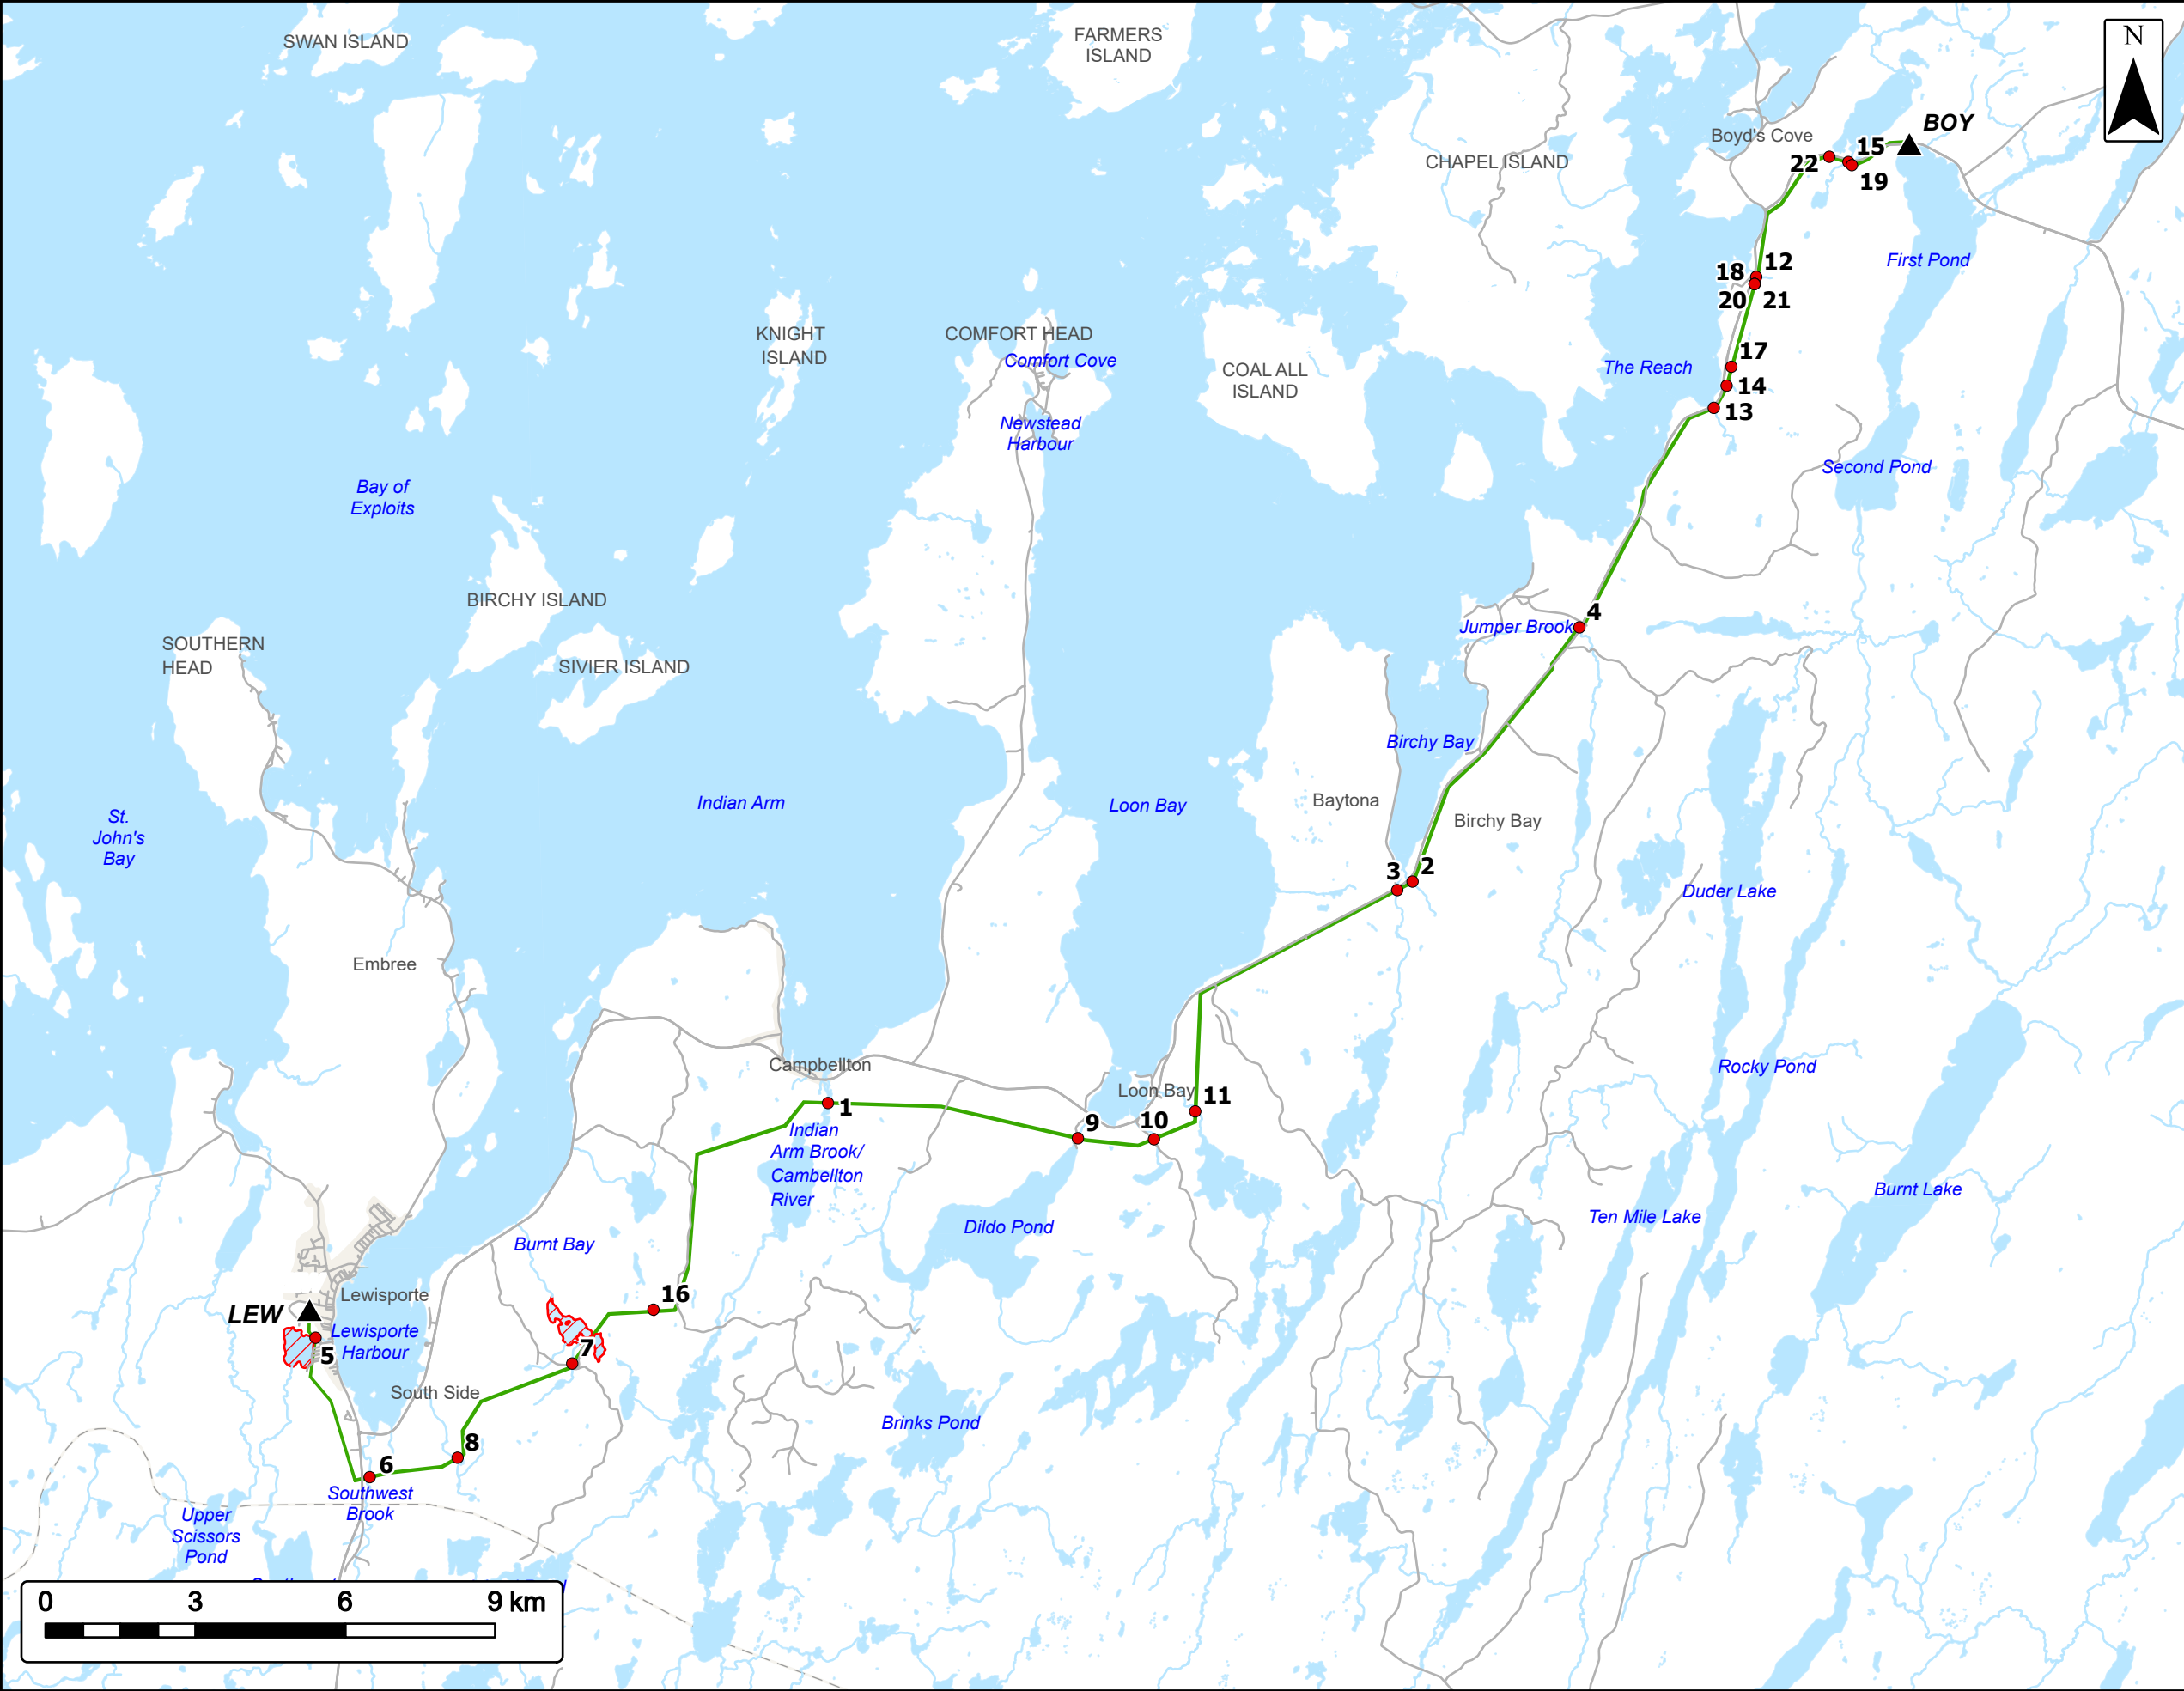 SWAN ISLAND
FARMERS
ISLAND
N
BOY
Boyd's Cove
15
22
19
CHAPEL ISLAND
First Pond
12
18
20
21
KNIGHT
ISLAND
COMFORT HEAD
Comfort Cove
COAL ALL
ISLAND
The Reach
17
14
13
Newstead
Harbour
Second Pond
Bay of
Exploits
BIRCHY ISLAND
4
Jumper Brook
SOUTHERN
HEAD
SIVIER ISLAND
Birchy Bay
Indian Arm
Loon Bay
Baytona
Birchy Bay
St.
John's
Bay
3
2
Duder Lake
Embree
Campbellton
Rocky Pond
Loon Bay
11
1
9
10
Indian
Arm Brook/
Cambellton
River
Burnt Lake
Ten Mile Lake
Dildo Pond
Burnt Bay
16
Lewisporte
LEW
Lewisporte
Harbour
5
7
South Side
Brinks Pond
8
6
Southwest
Brook
Upper
Scissors
Pond
0 3 6 9 km